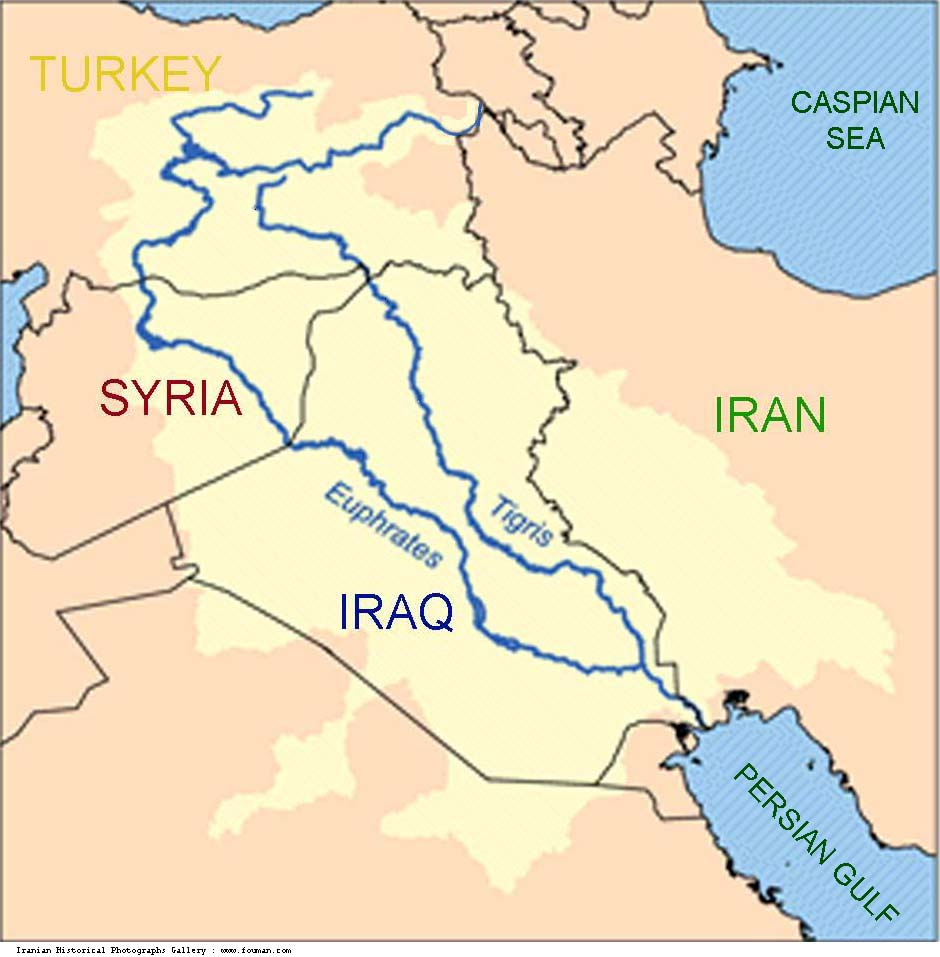 TURKEY
CASPIAN
SEA
SYRIA
IRAN
Euphrates
Tigris
IRAQ
PERSIAN GULF
Iranian Historical Photographs Gallery : www.fouman.com